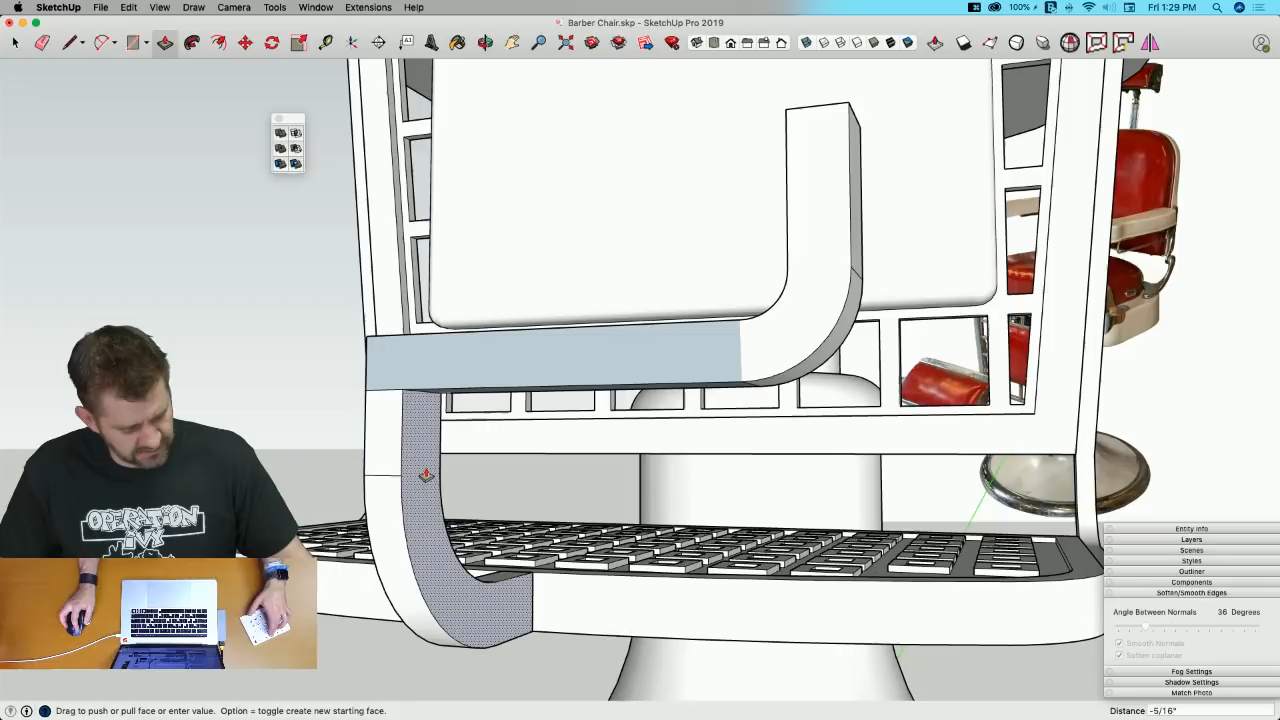 SketchUp File Edit View Draw Camera Tools Window Extensions Help
100% Fri 1:29 PM
Barber Chair.skp - SketchUp Pro 2019
A1
OPERATION
IVY
Entity Info
Layers
Scenes
Styles
Outliner
Components
Soften/Smooth Edges
Angle Between Normals 36 Degrees
Smooth Normals
Soften coplanar
Fog Settings
Shadow Settings
Match Photo
Drag to push or pull face or enter value. Option = toggle create new starting face.
Distance -5/16"